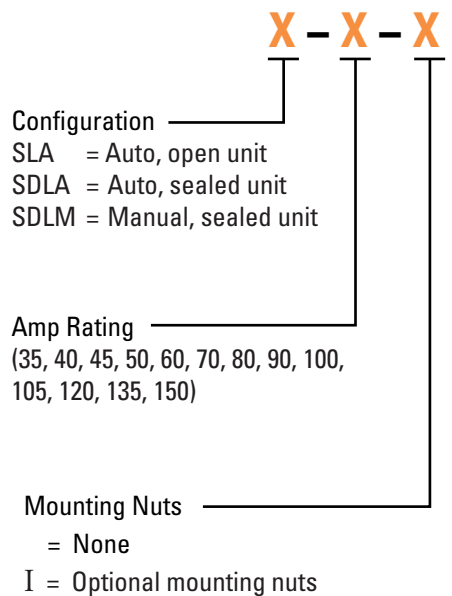 X – X – X
Configuration
SLA = Auto, open unit
SDLA = Auto, sealed unit
SDLM = Manual, sealed unit
Amp Rating
(35, 40, 45, 50, 60, 70, 80, 90, 100,
105, 120, 135, 150)
Mounting Nuts
= None
I = Optional mounting nuts